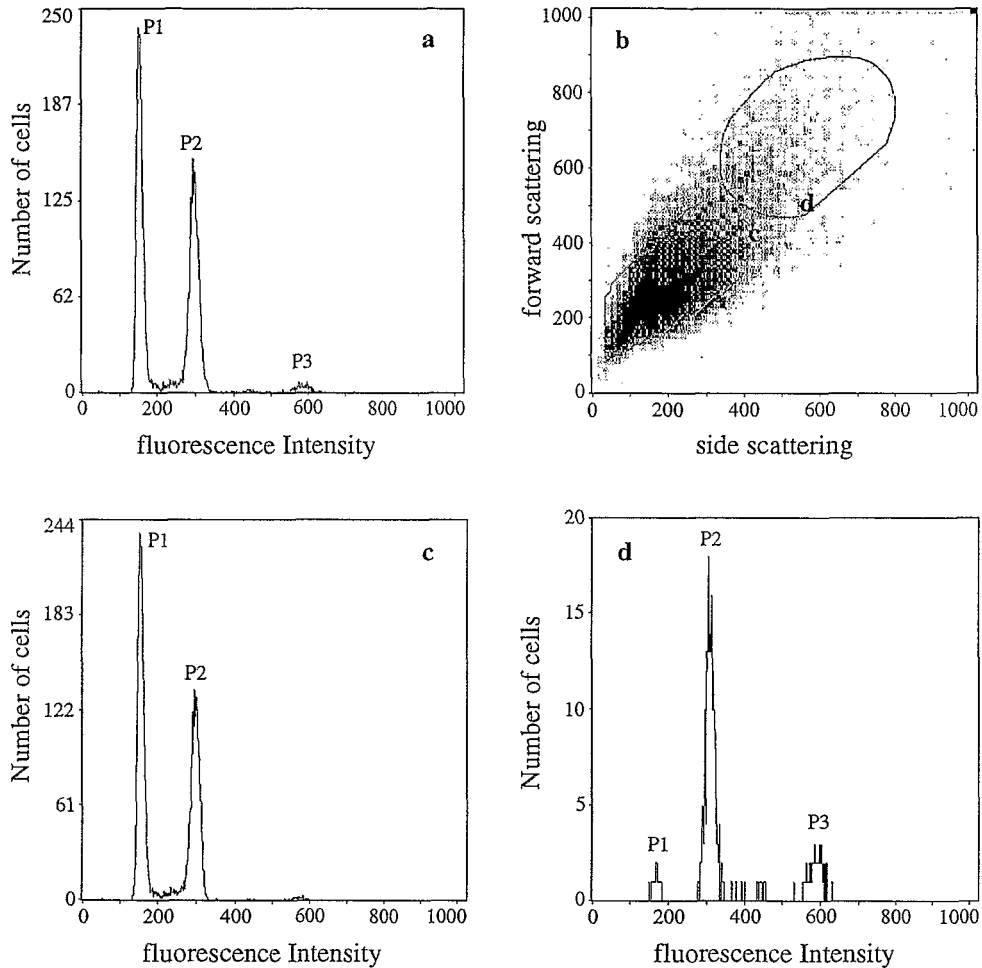 250
187
125
62
0
Number of cells
P1
P2
P3
a
0
200
400
600
800
1000
fluorescence Intensity
1000
800
600
400
200
0
forward scattering
b
d
c
0
200
400
600
800
1000
side scattering
244
183
122
61
0
Number of cells
P1
P2
c
0
200
400
600
800
1000
fluorescence Intensity
20
15
10
5
0
Number of cells
d
P2
P1
P3
0
200
400
600
800
1000
fluorescence Intensity